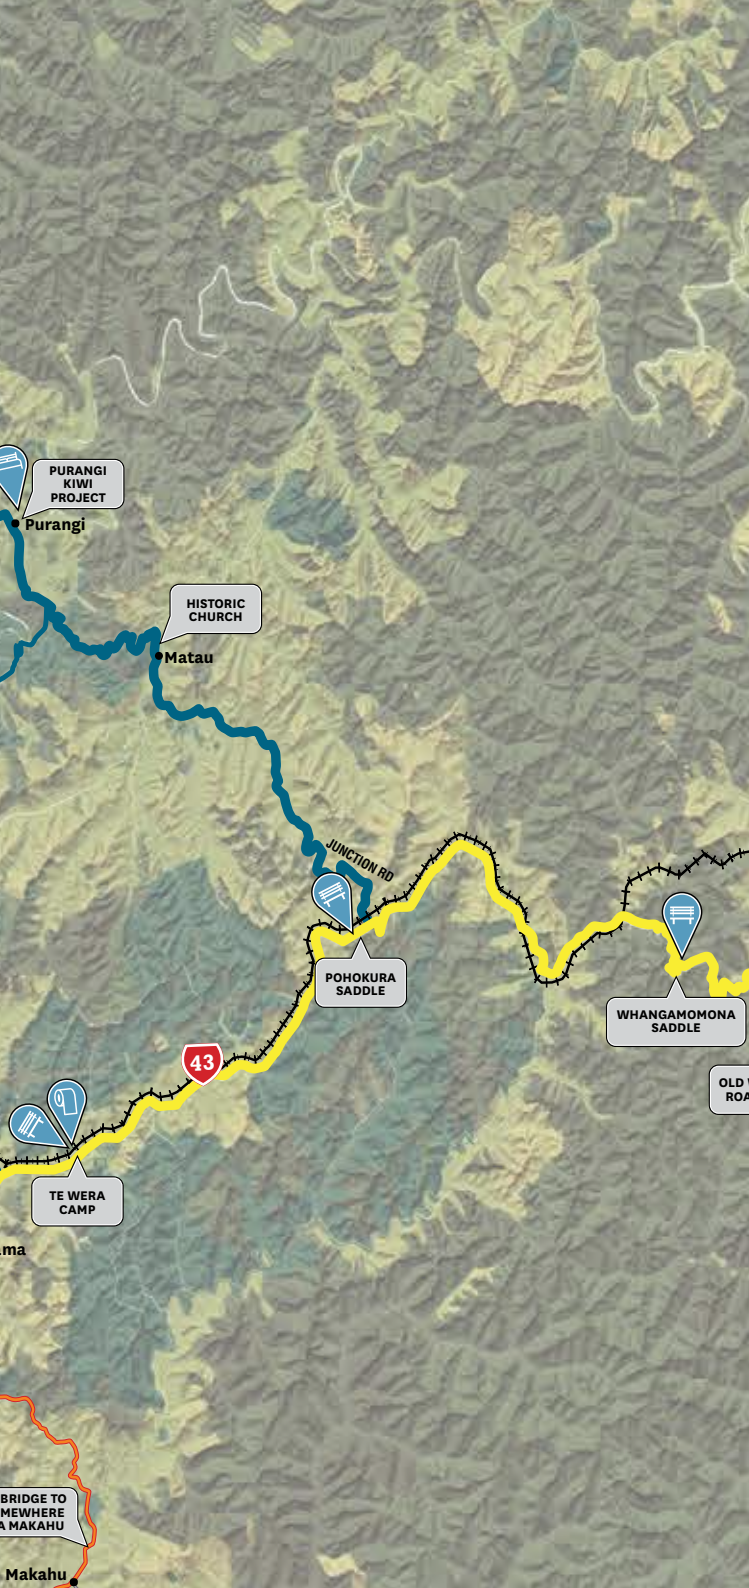 PURANGI
KIWI
PROJECT
Purangi
HISTORIC
CHURCH
Matau
JUNCTION RD
POHOKURA
SADDLE
WHANGAMOMONA
SADDLE
43
OLD
TE WERA
CAMP
BRIDGE TO
MAKAHU
Makahu